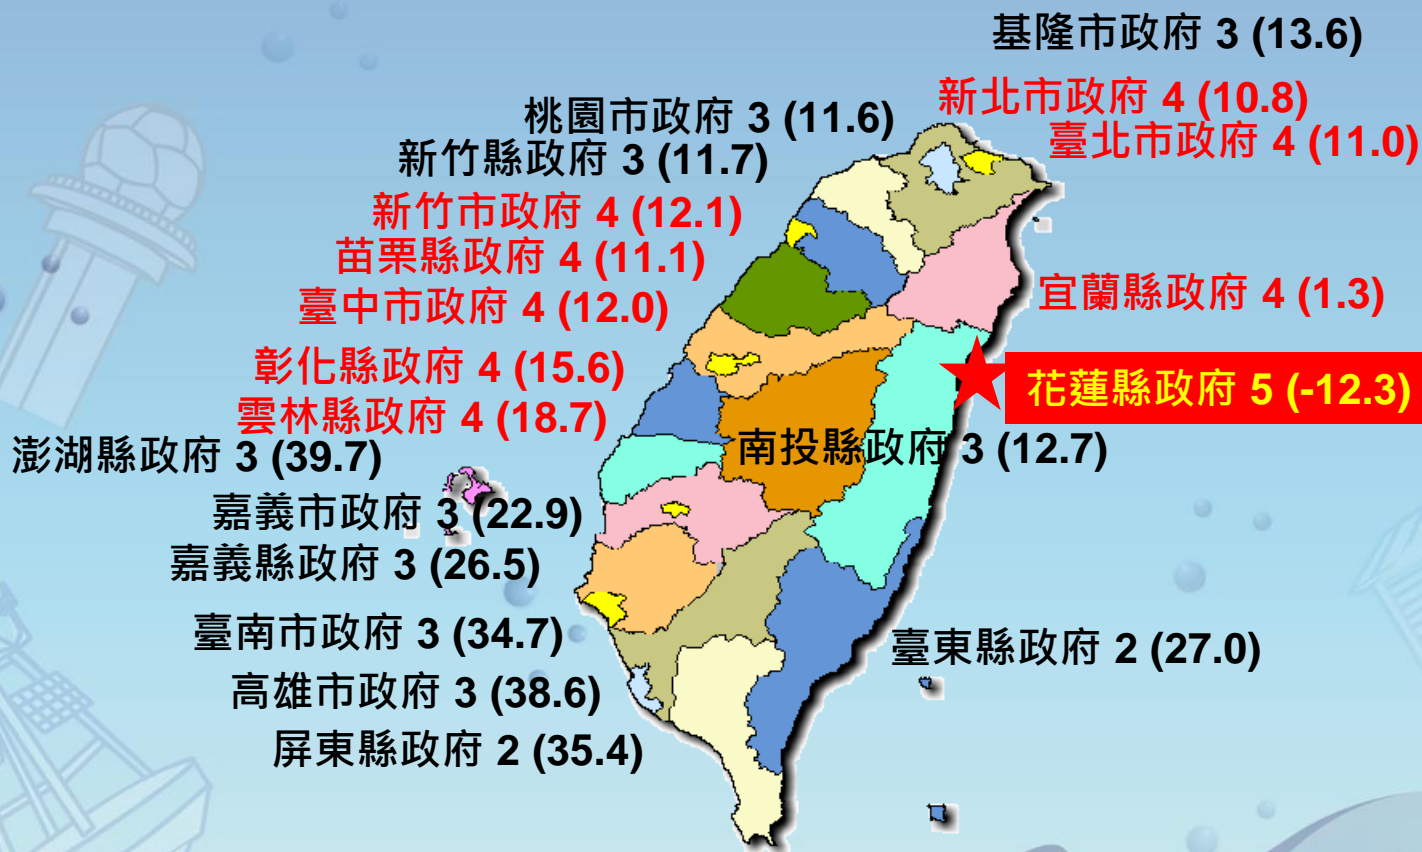 基隆市政府 3 (13.6)
新北市政府 4 (10.8)
桃園市政府 3 (11.6)
臺北市政府 4 (11.0)
新竹縣政府 3 (11.7)
新竹市政府 4 (12.1)
苗栗縣政府 4 (11.1)
宜蘭縣政府 4 (1.3)
臺中市政府 4 (12.0)
彰化縣政府 4 (15.6)
花蓮縣政府 5 (-12.3)
雲林縣政府 4 (18.7)
南投縣政府 3 (12.7)
澎湖縣政府 3 (39.7)
嘉義市政府 3 (22.9)
嘉義縣政府 3 (26.5)
臺南市政府 3 (34.7)
臺東縣政府 2 (27.0)
高雄市政府 3 (38.6)
屏東縣政府 2 (35.4)